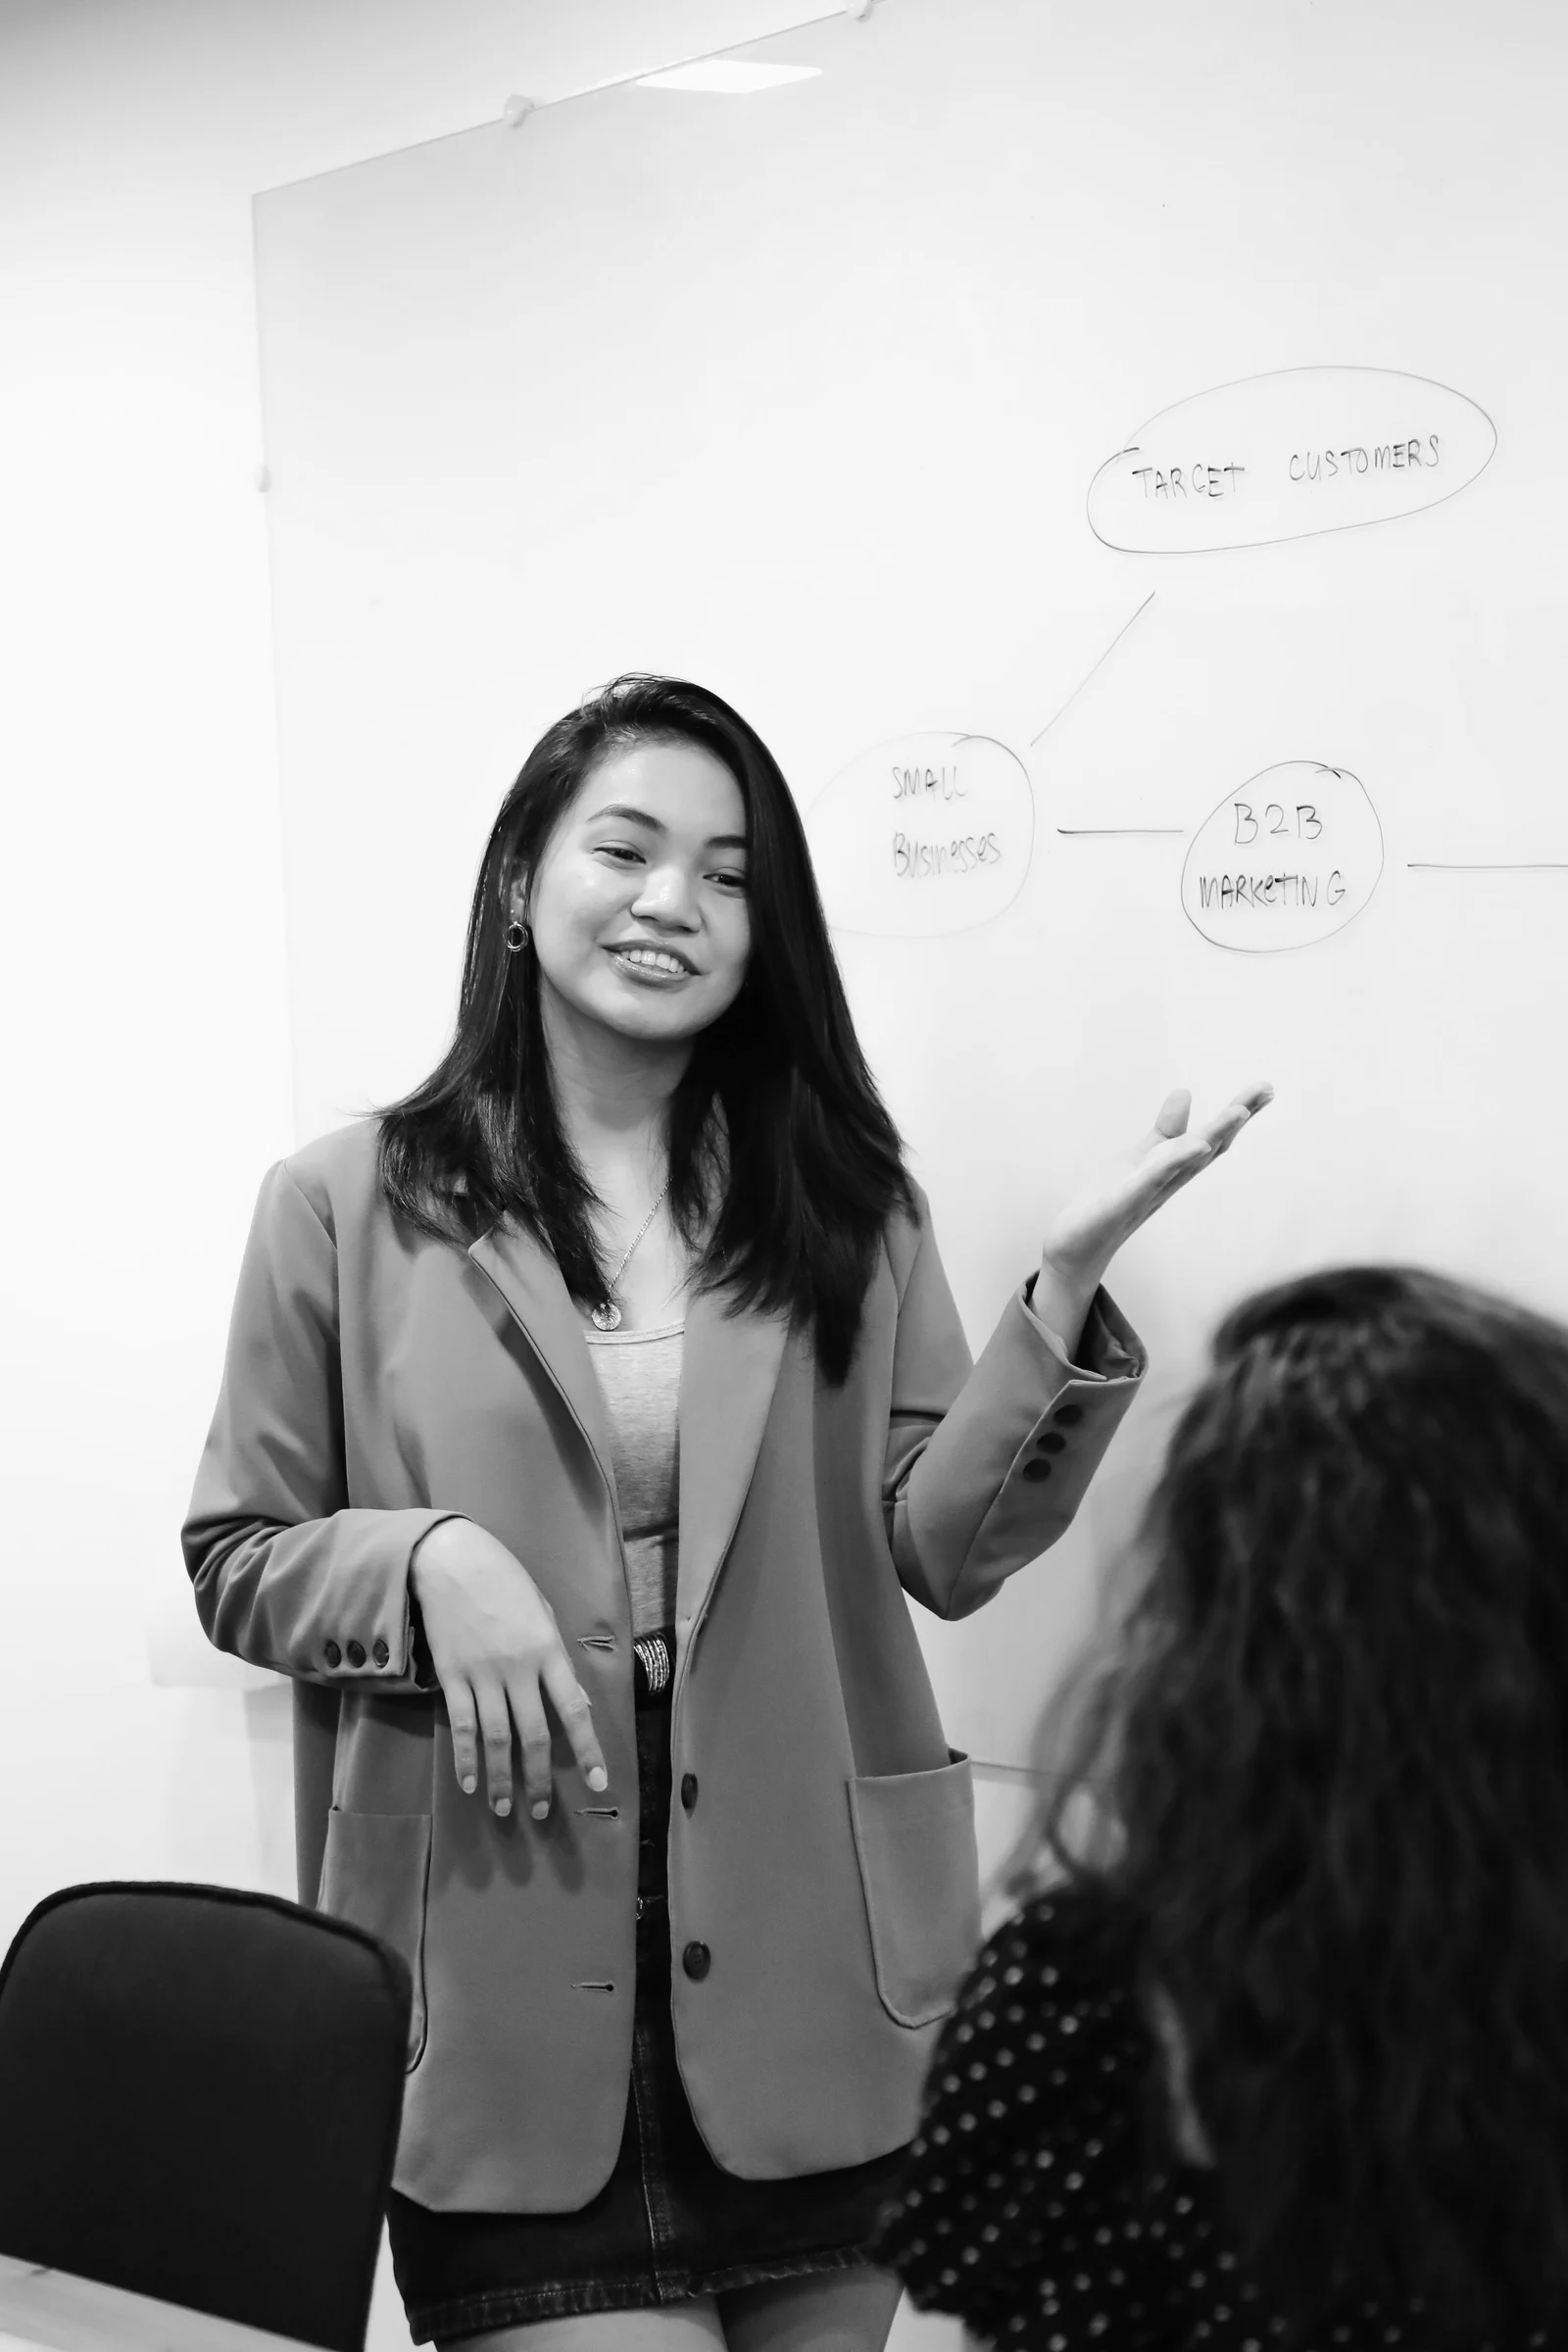 TARGET CUSTOMERS
SMALL
BUSINESSES
B2B
MARKETING